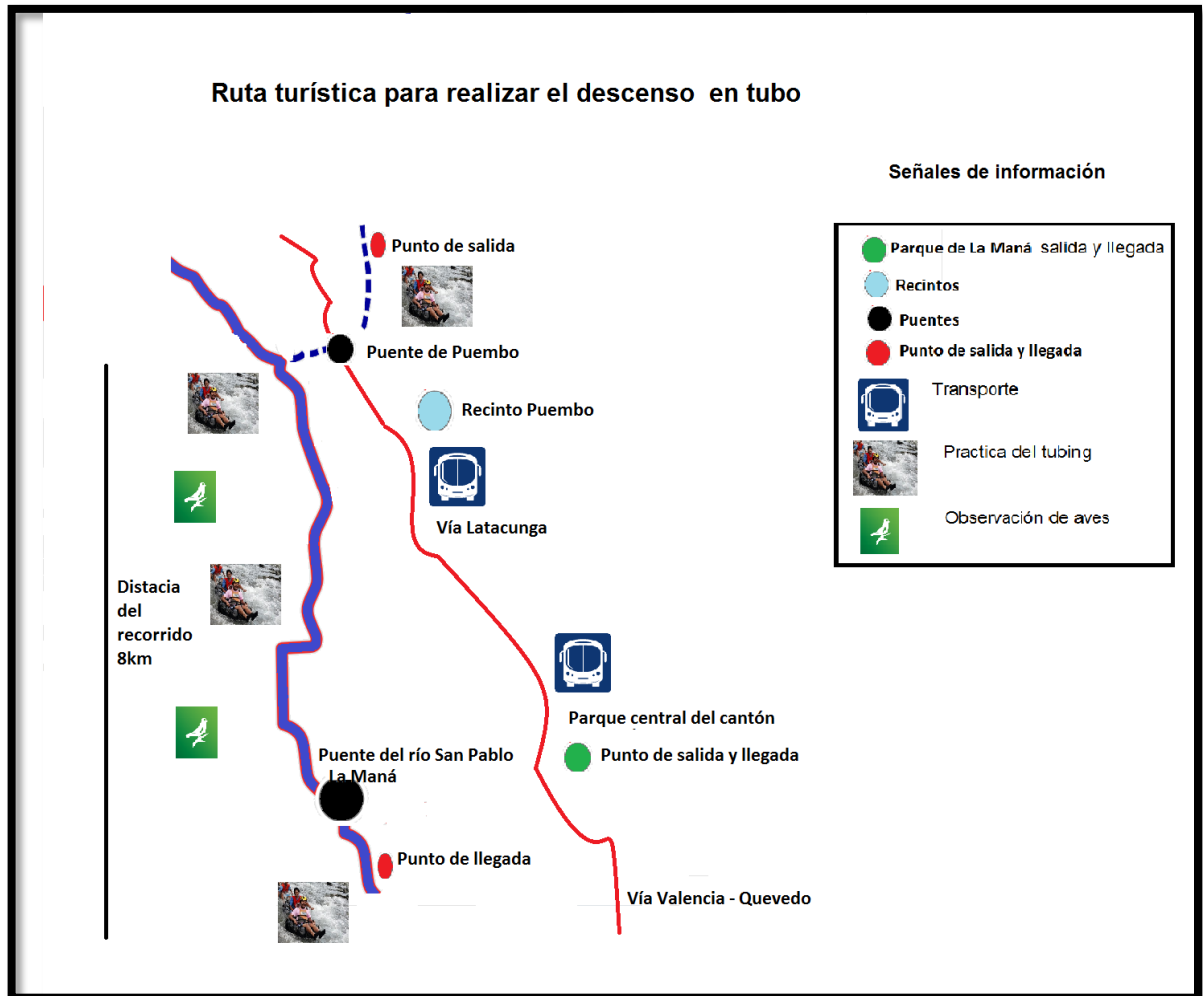 Ruta turística para realizar el descenso en tubo
Señales de información
Parque de La Maná salida y llegada
Recintos
Puentes
Punto de salida y llegada
Transporte
Practica del tubing
Observación de aves
Punto de salida
Puente de Puembo
Recinto Puembo
Vía Latacunga
Distacia
del
recorrido
8km
Parque central del cantón
Punto de salida y llegada
Puente del río San Pablo
La Maná
Punto de llegada
Vía Valencia - Quevedo